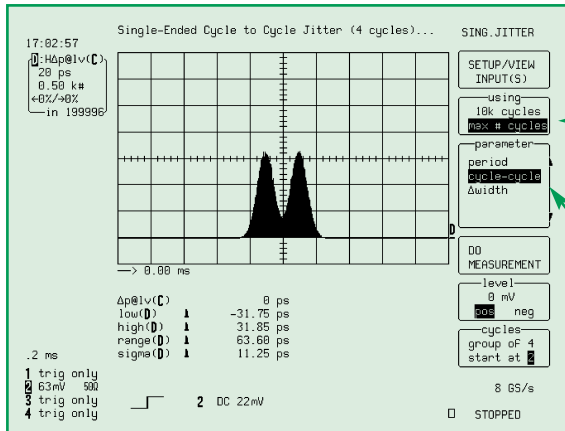 Single-Ended Cycle to Cycle Jitter (4 cycles)...
SING.JITTER
17:02:57
D:HΔp@lv(C)
20 ps
0.50 k#
←0%/→0%
in 199996
SETUP/VIEW
INPUT(S)
using
10k cycles
max # cycles
parameter
period
cycle-cycle
Δwidth
D
DO
MEASUREMENT
—> 0.00 ms
level
0 mV
pos neg
Δp@lv(C) 0 ps
low(D) -31.75 ps
high(D) 31.85 ps
range(D) 63.60 ps
sigma(D) 11.25 ps
cycles
group of 4
start at 2
.2 ms
1 trig only
2 63mV 50Ω
3 trig only
4 trig only
2 DC 22mV
8 GS/s
STOPPED